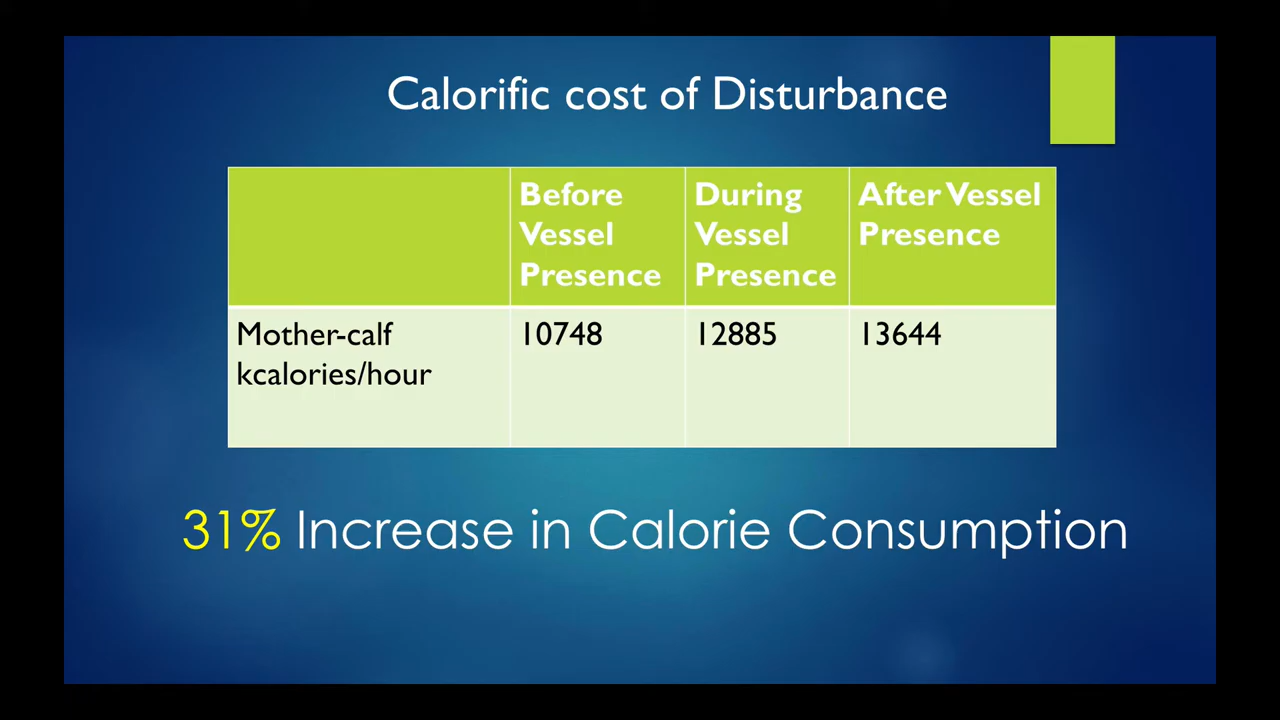 Calorific cost of Disturbance
Before Vessel Presence
During Vessel Presence
After Vessel Presence
Mother-calf kcalories/hour
10748
12885
13644
31% Increase in Calorie Consumption